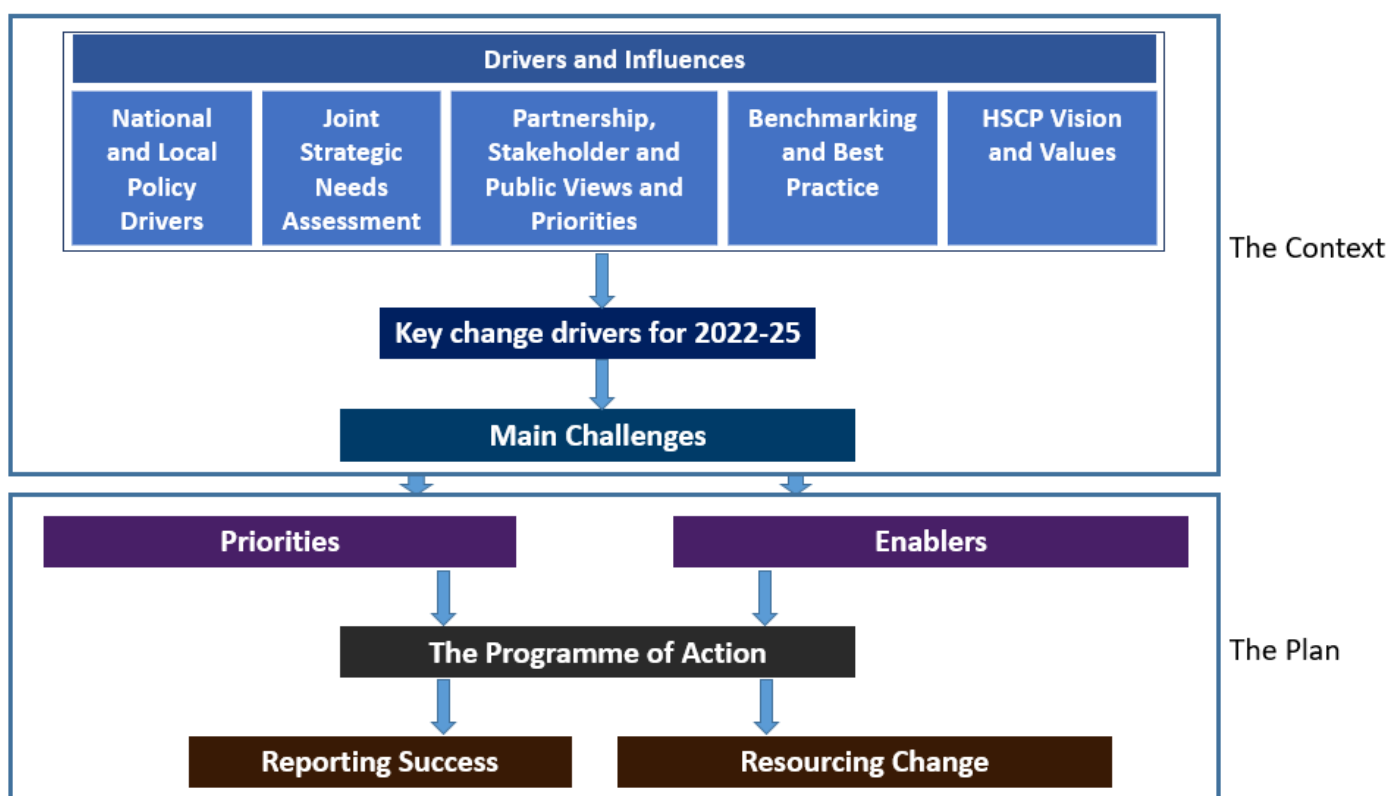 Drivers and Influences
National
and Local
Policy
Drivers
Joint
Strategic
Needs
Assessment
Partnership,
Stakeholder and
Public Views and
Priorities
Benchmarking
and Best
Practice
HSCP Vision
and Values
The Context
Key change drivers for 2022-25
Main Challenges
Priorities
Enablers
The Plan
The Programme of Action
Reporting Success
Resourcing Change